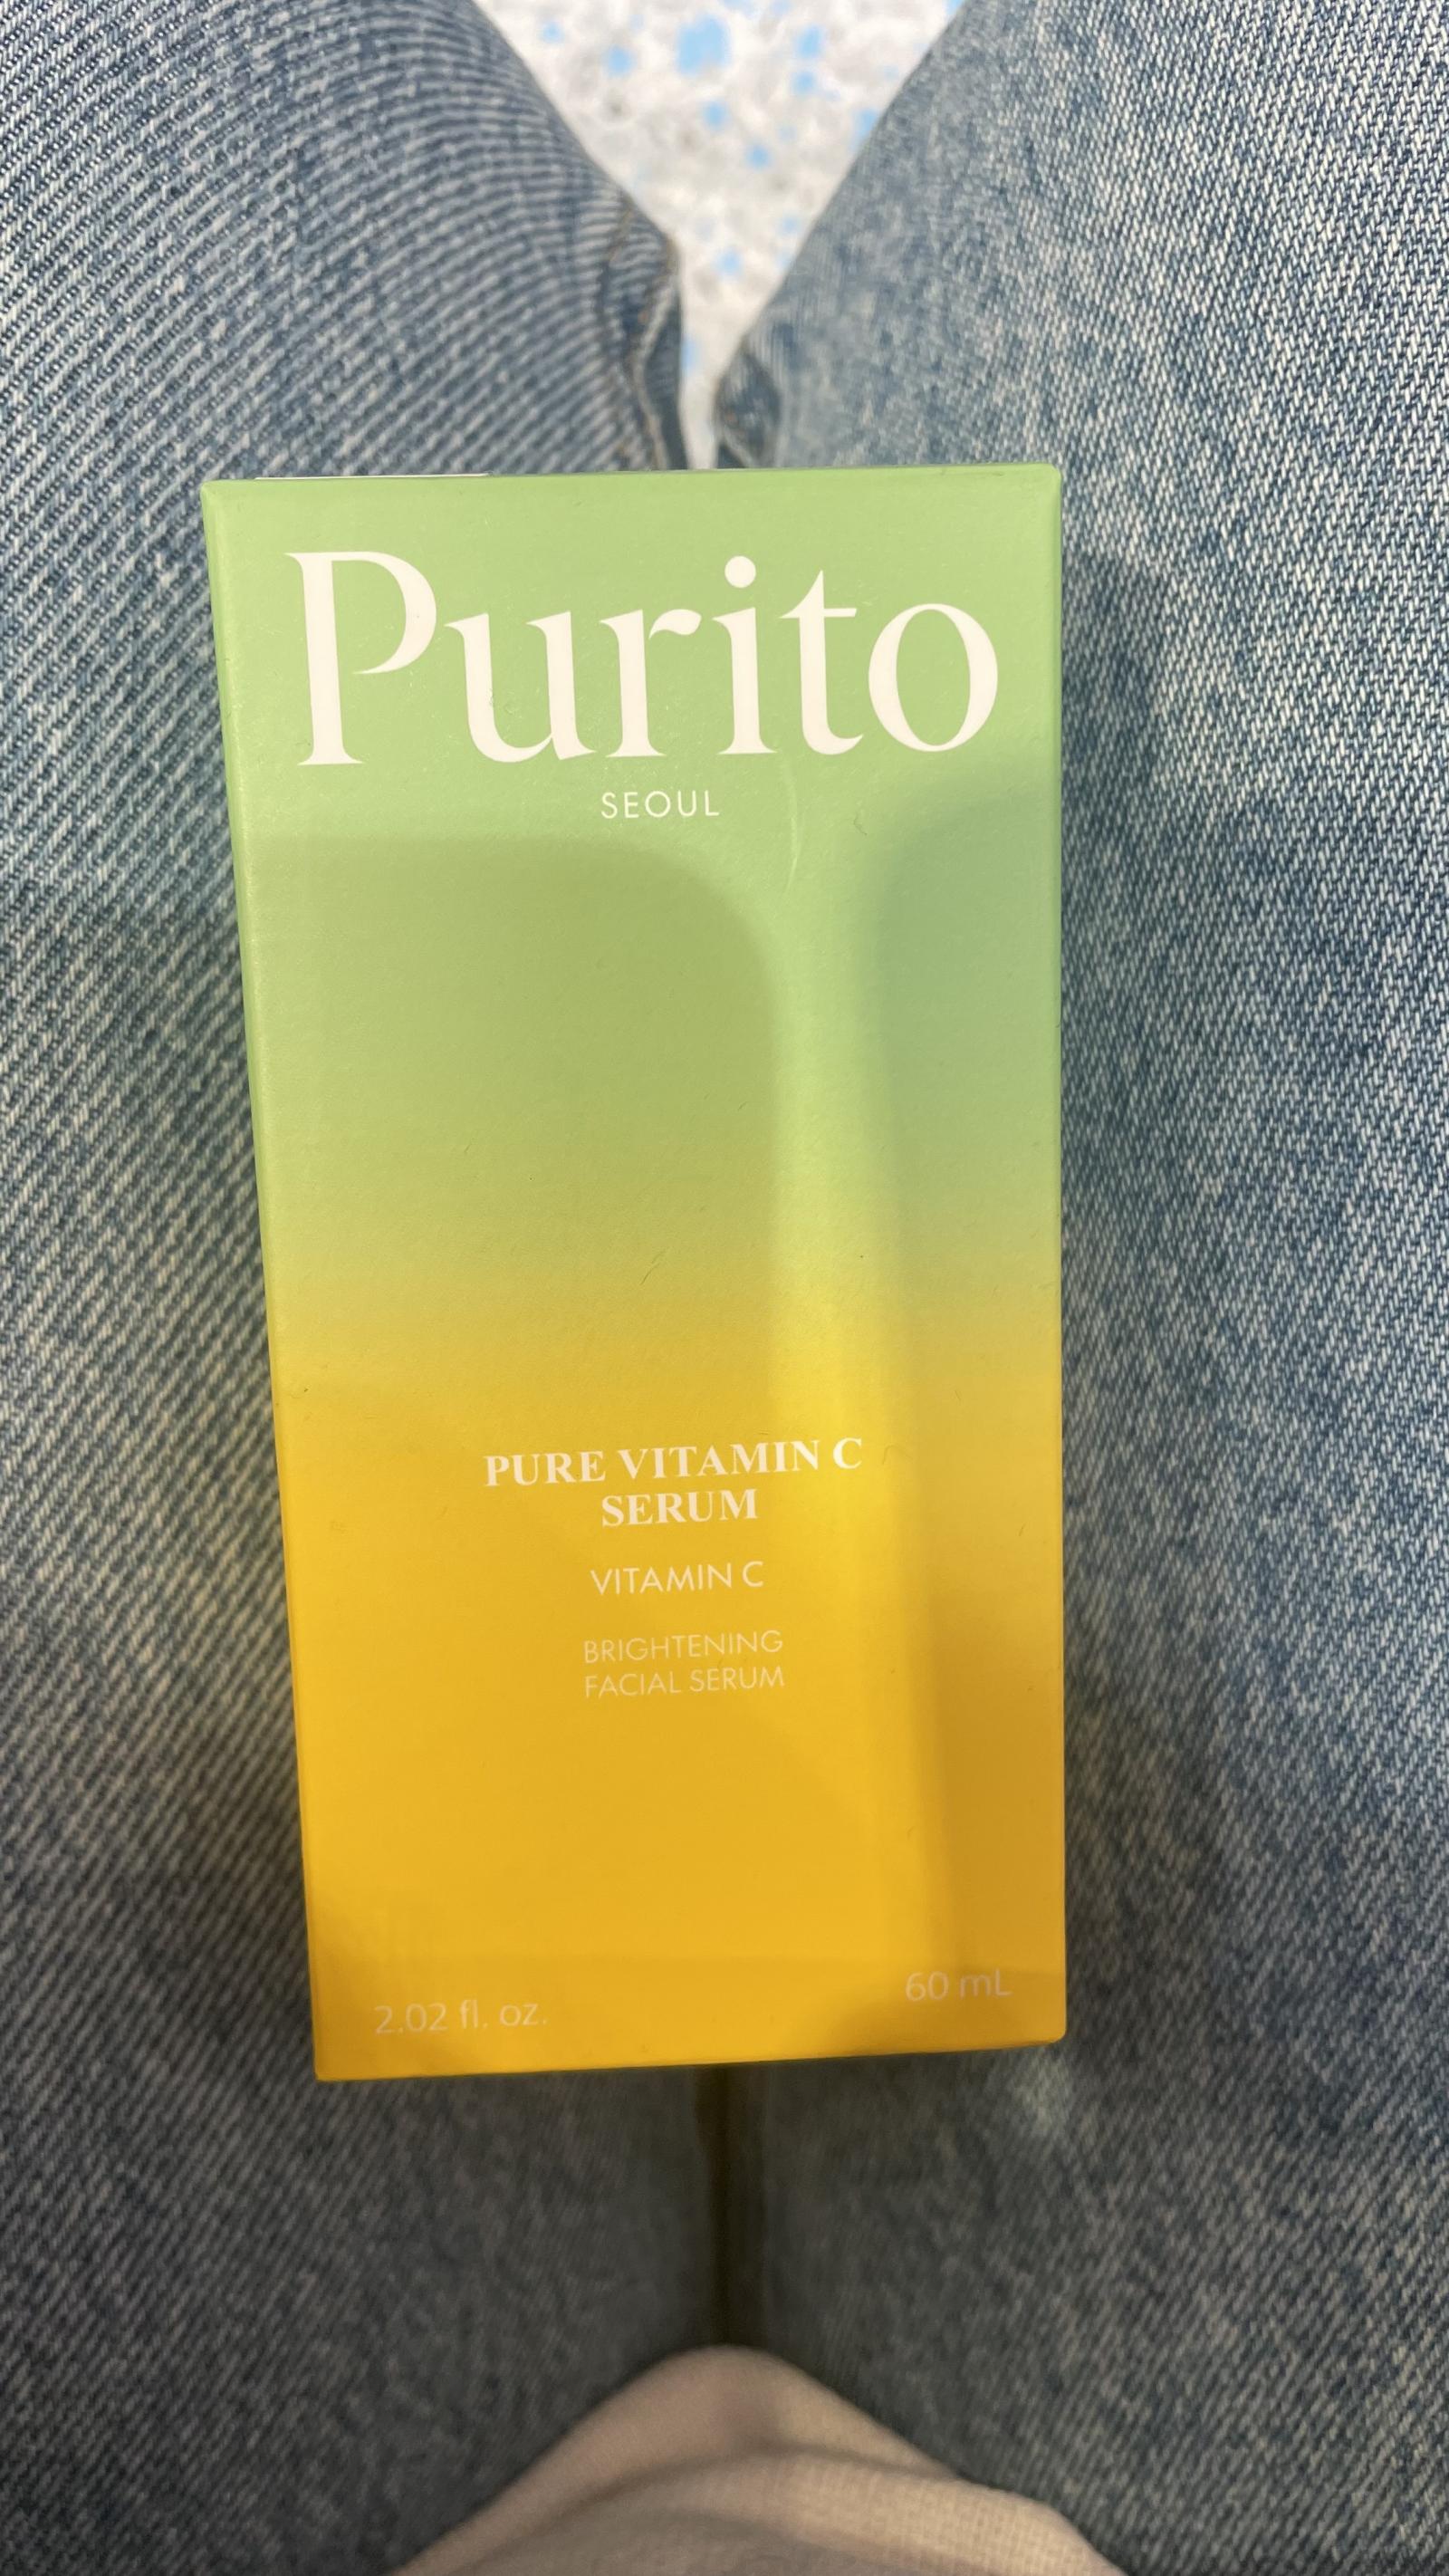 Purito
SEOUL
PURE VITAMIN C
SERUM
VITAMIN C
BRIGHTENING
FACIAL SERUM
2.02 fl. oz.
60 mL